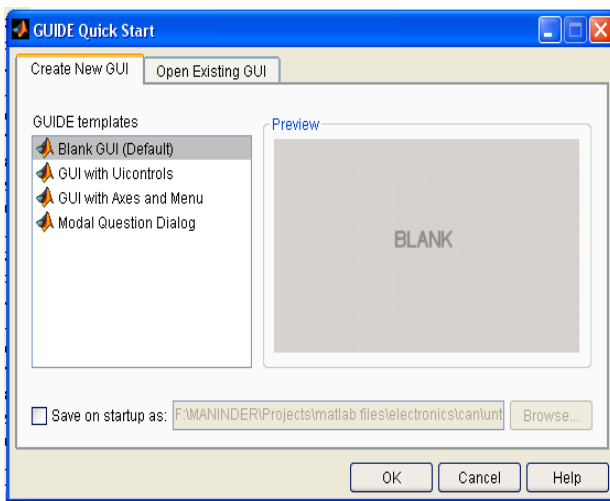 GUIDE Quick Start
Create New GUI
Open Existing GUI
GUIDE templates
Blank GUI (Default)
GUI with Uicontrols
GUI with Axes and Menu
Modal Question Dialog
Preview
BLANK
Save on startup as:
F:\MANINDER\Projects\matlab files\electronics\can\unt
Browse...
OK
Cancel
Help